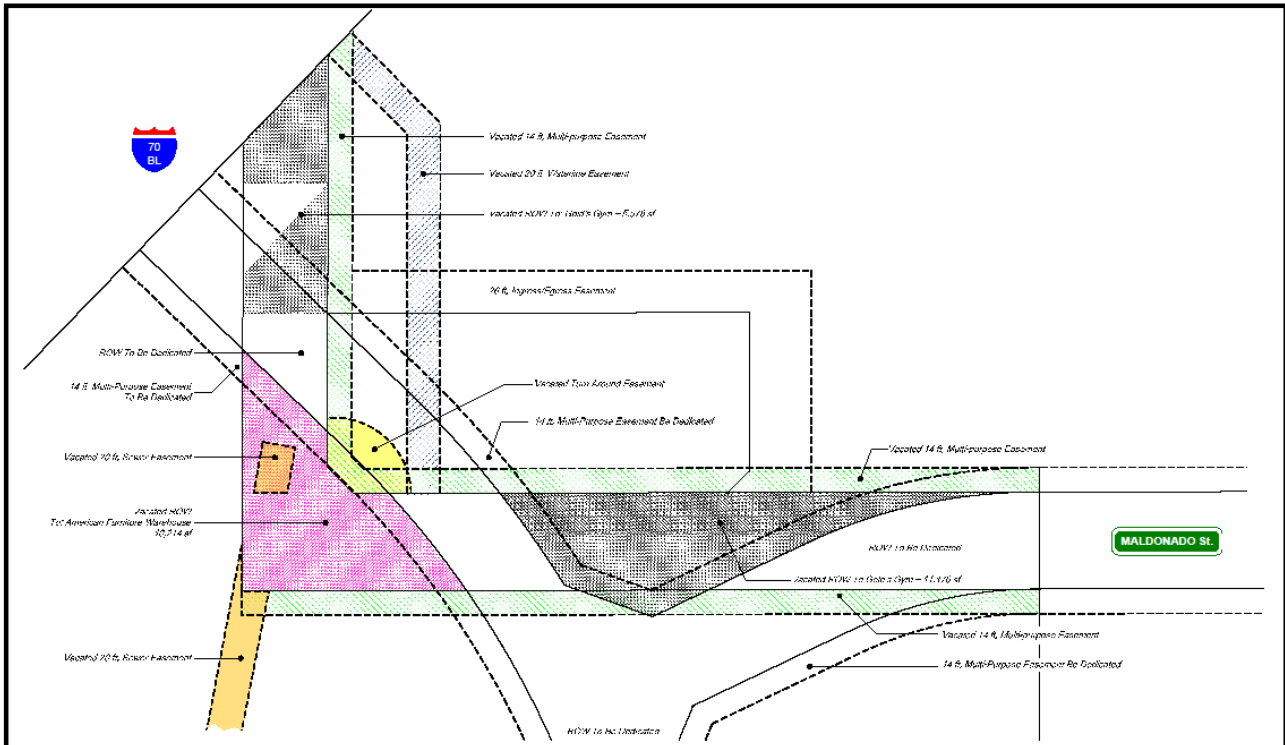 70
BL
Vacated 14 ft. Multi-purpose Easement
Vacated 20 ft. Waterline Easement
Vacated ROW To: Gold's Gym – sf
26 ft. Ingress/Egress Easement
ROW To Be Dedicated
14 ft. Multi-Purpose Easement
To Be Dedicated
Vacated Turn Around Easement
14 ft. Multi-Purpose Easement Be Dedicated
Vacated 14 ft. Multi-purpose Easement
Vacated 20 ft. Sewer Easement
Vacated ROW
To: American Furniture Warehouse
sf
ROW To Be Dedicated
MALDONADO St.
Vacated ROW To Gold's Gym – sf
Vacated 14 ft. Multi-purpose Easement
Vacated 20 ft. Sewer Easement
14 ft. Multi-Purpose Easement Be Dedicated
ROW To Be Dedicated